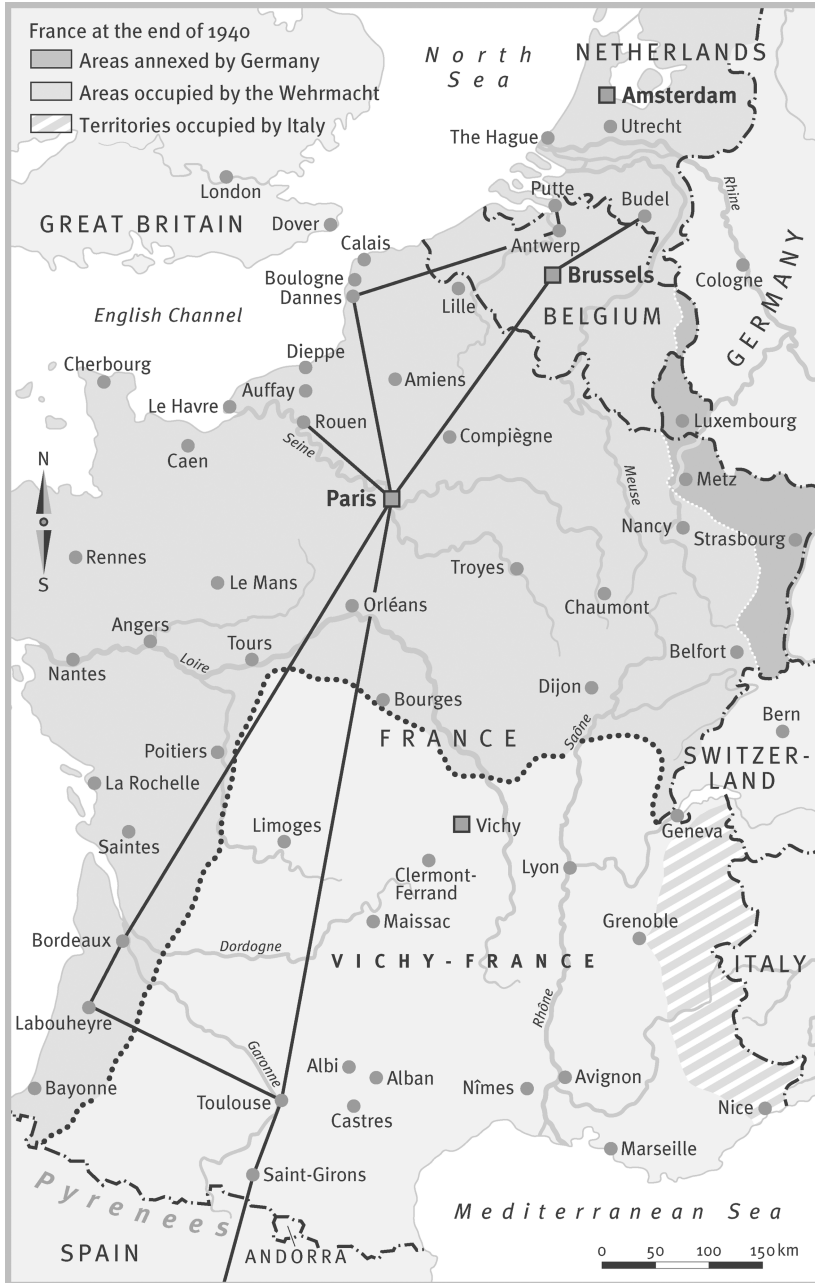 France at the end of 1940
Areas annexed by Germany
Areas occupied by the Wehrmacht
Territories occupied by Italy
North
Sea
NETHERLANDS
Amsterdam
Utrecht
The Hague
London
GREAT BRITAIN
Dover
Putte
Budel
Rhine
Calais
Antwerp
Boulogne
Dannes
Brussels
Cologne
GERMANY
Lille
BELGIUM
English Channel
Dieppe
Cherbourg
Auffay
Amiens
Le Havre
Rouen
Luxembourg
Seine
Compiègne
Caen
N
S
Metz
Meuse
Paris
Nancy
Strasbourg
Rennes
Troyes
Le Mans
Chaumont
Orléans
Angers
Tours
Belfort
Loire
Nantes
Dijon
Bourges
Bern
Saône
FRANCE
Poitiers
SWITZER-
LAND
La Rochelle
Limoges
Vichy
Geneva
Saintes
Lyon
Clermont-
Ferrand
Maissac
Grenoble
Bordeaux
Dordogne
VICHY-FRANCE
ITALY
Rhône
Labouheyre
Garonne
Albi
Alban
Bayonne
Nîmes
Avignon
Toulouse
Castres
Nice
Marseille
Saint-Girons
Pyrenees
Mediterranean Sea
SPAIN
ANDORRA
0 50 100 150 km